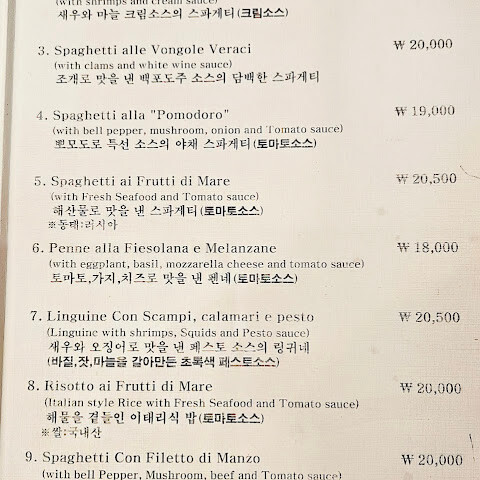 (with shrimps and cream sauce)
새우와 마늘 크림소스의 스파게티(크림소스)
3. Spaghetti alle Vongole Veraci ₩ 20,000
(with clams and white wine sauce)
조개로 맛을 낸 백포도주 소스의 담백한 스파게티
4. Spaghetti alla "Pomodoro" ₩ 19,000
(with bell pepper, mushroom, onion and Tomato sauce)
뽀모도로 특선 소스의 야채 스파게티(토마토소스)
5. Spaghetti ai Frutti di Mare ₩ 20,500
(with Fresh Seafood and Tomato sauce)
해산물로 맛을 낸 스파게티(토마토소스)
※동태:러시아
6. Penne alla Fiesolana e Melanzane ₩ 18,000
(with eggplant, basil, mozzarella cheese and tomato sauce)
토마토,가지,치즈로 맛을 낸 펜네(토마토소스)
7. Linguine Con Scampi, calamari e pesto ₩ 20,500
(Linguine with shrimps, Squids and Pesto sauce)
새우와 오징어로 맛을 낸 페스토 소스의 링귀네
(바질,잣,마늘을 갈아만든 초록색 페스토소스)
8. Risotto ai Frutti di Mare ₩ 20,000
(Italian style Rice with Fresh Seafood and Tomato sauce)
해물을 곁들인 이태리식 밥(토마토소스)
※쌀:국내산
9. Spaghetti Con Filetto di Manzo ₩ 20,000
(with bell Pepper, Mushroom, beef and Tomato sauce)